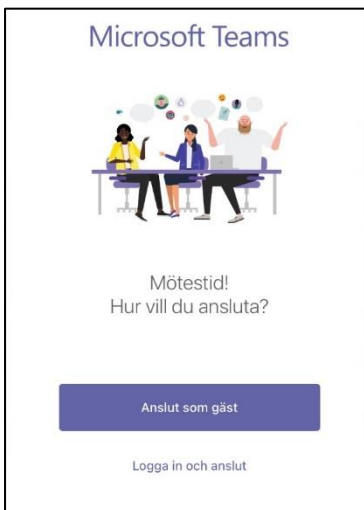 Microsoft Teams
Mötestid!
Hur vill du ansluta?
Anslut som gäst
Logga in och anslut